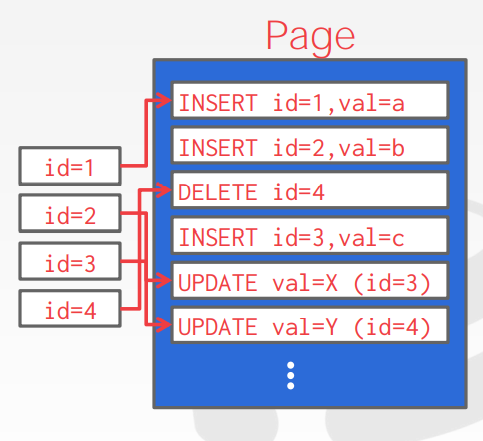 Page
INSERT id=1,val=a
INSERT id=2,val=b
DELETE id=4
INSERT id=3,val=c
UPDATE val=X (id=3)
UPDATE val=Y (id=4)
id=1
id=2
id=3
id=4